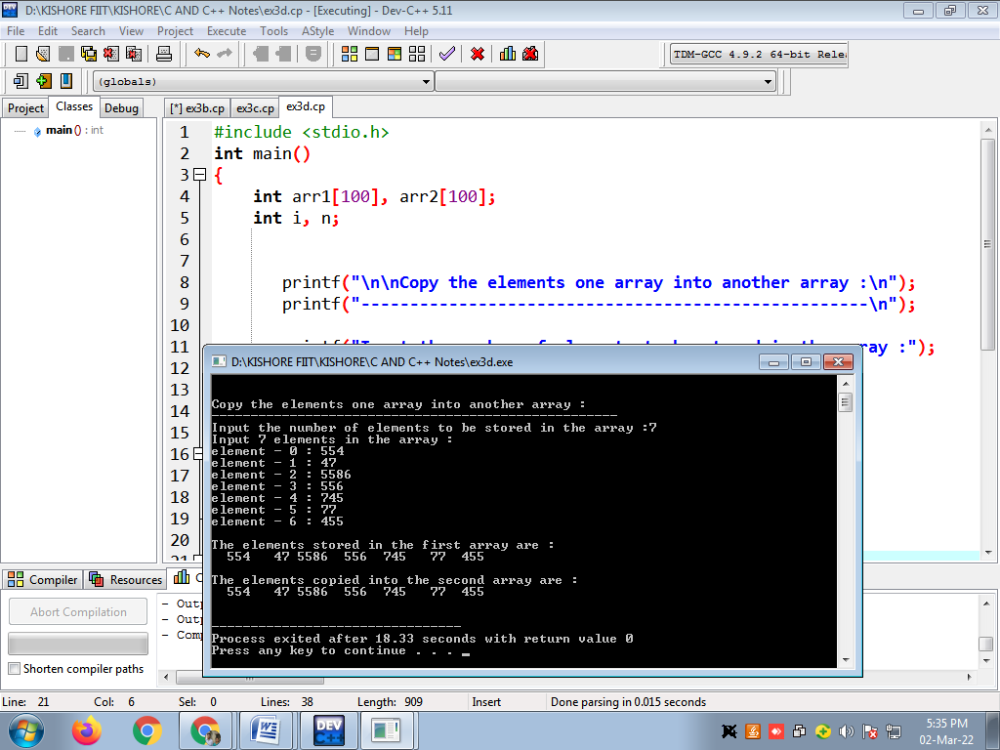 D:\KISHORE FIIT\KISHORE\C AND C++ Notes\ex3d.cp - [Executing] - Dev-C++ 5.11
File Edit Search View Project Execute Tools AStyle Window Help
TDM-GCC 4.9.2 64-bit Relea
(globals)
Project Classes Debug [*] ex3b.cp ex3c.cp ex3d.cp
main () : int
1 #include <stdio.h>
2 int main()
3 {
4 int arr1[100], arr2[100];
5 int i, n;
6
7
8 printf("\n\nCopy the elements one array into another array :\n");
9 printf("----------------------------------------------------\n");
10
11 ray :");
12
13
14
15
16
17
18
19
20
21
D:\KISHORE FIIT\KISHORE\C AND C++ Notes\ex3d.exe
Copy the elements one array into another array :
----------------------------------------------------
Input the number of elements to be stored in the array :7
Input 7 elements in the array :
element - 0 : 554
element - 1 : 47
element - 2 : 5586
element - 3 : 556
element - 4 : 745
element - 5 : 77
element - 6 : 455
The elements stored in the first array are :
554 47 5586 556 745 77 455
The elements copied into the second array are :
554 47 5586 556 745 77 455
--------------------------------
Process exited after 18.33 seconds with return value 0
Press any key to continue . . .
Compiler Resources C
Abort Compilation
Shorten compiler paths
- Outp
- Outp
- Comp
Line: 21 Col: 6 Sel: 0 Lines: 38 Length: 909 Insert Done parsing in 0.015 seconds
DEV C++
5:35 PM
02-Mar-22